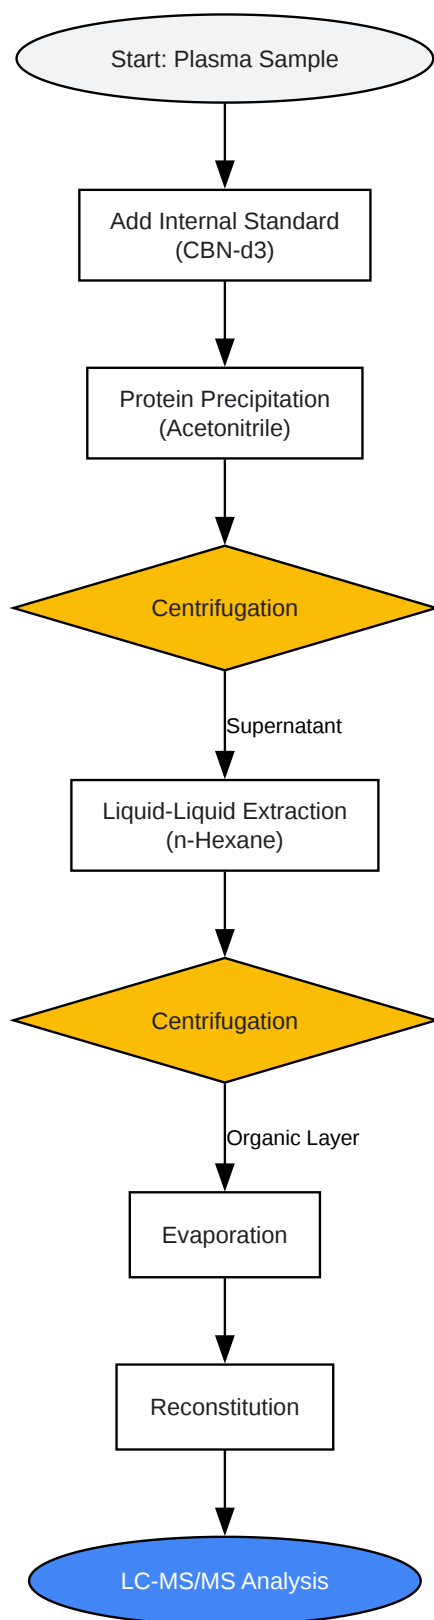 Start: Plasma Sample
Add Internal Standard
(CBN-d3)
Protein Precipitation
(Acetonitrile)
Centrifugation
Supernatant
Liquid-Liquid Extraction
(n-Hexane)
Centrifugation
Organic Layer
Evaporation
Reconstitution
LC-MS/MS Analysis